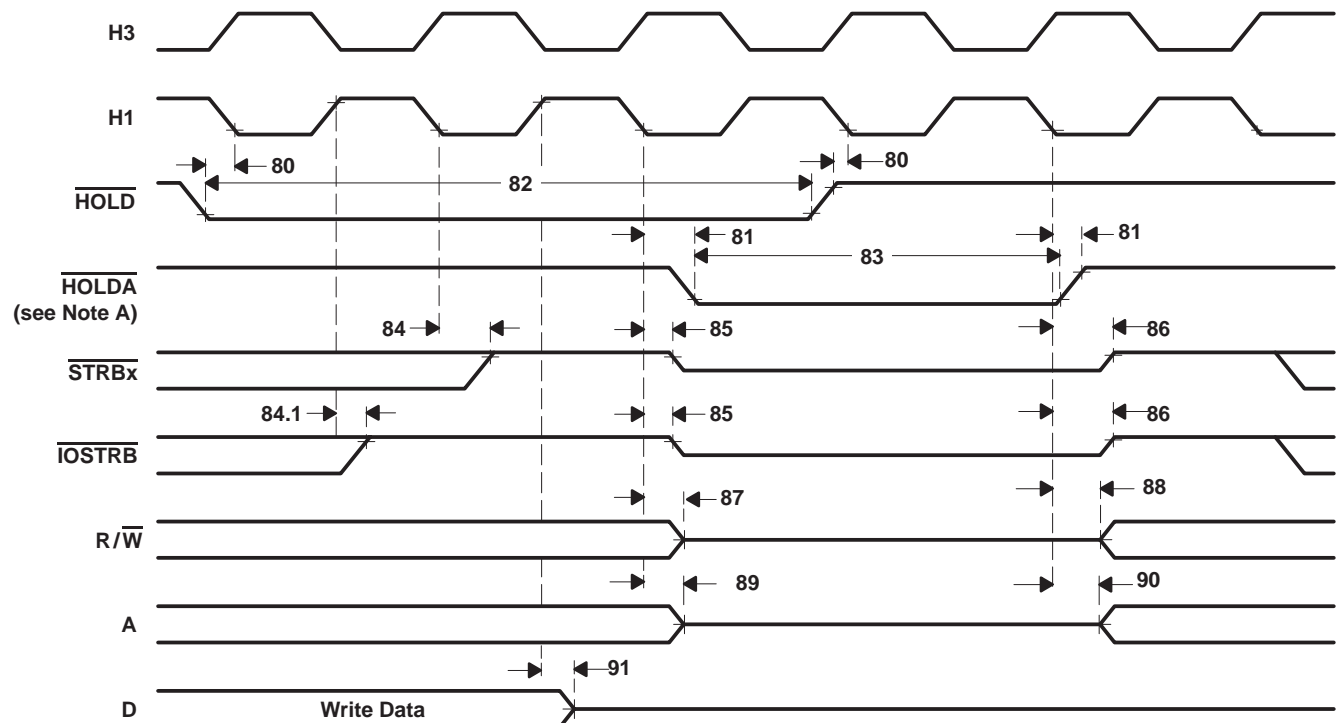 H3
H1
80
80
82
HOLD
81
81
83
HOLDA
(see Note A)
84
85
86
STRBx
84.1
85
86
IOSTRB
87
88
R/W
89
90
A
91
D
Write Data